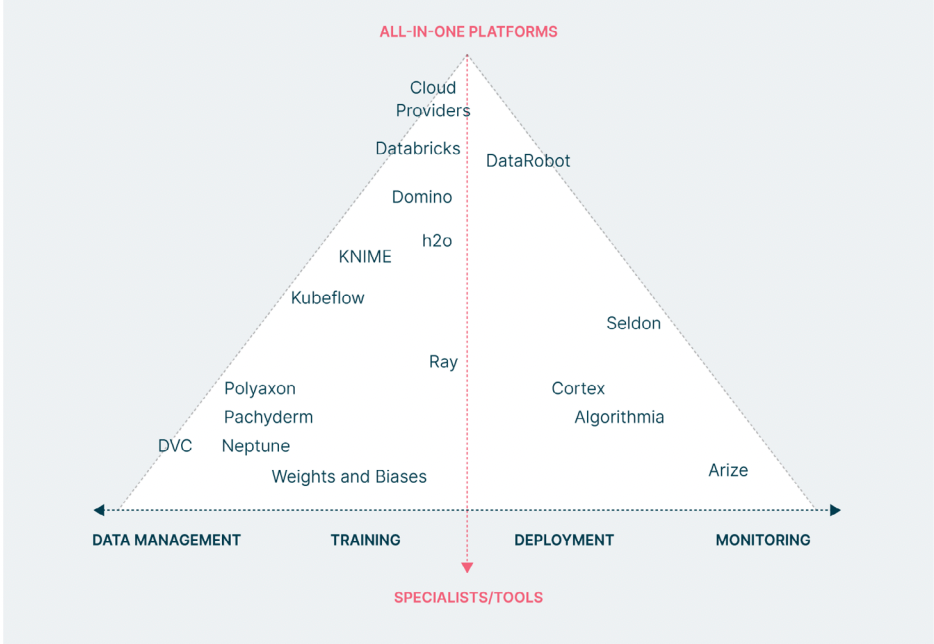 ALL-IN-ONE PLATFORMS
Cloud
Providers
Databricks
DataRobot
Domino
h2o
KNIME
Kubeflow
Seldon
Ray
Polyaxon
Cortex
Pachyderm
Algorithmia
DVC
Neptune
Arize
Weights and Biases
DATA MANAGEMENT
TRAINING
DEPLOYMENT
MONITORING
SPECIALISTS/TOOLS